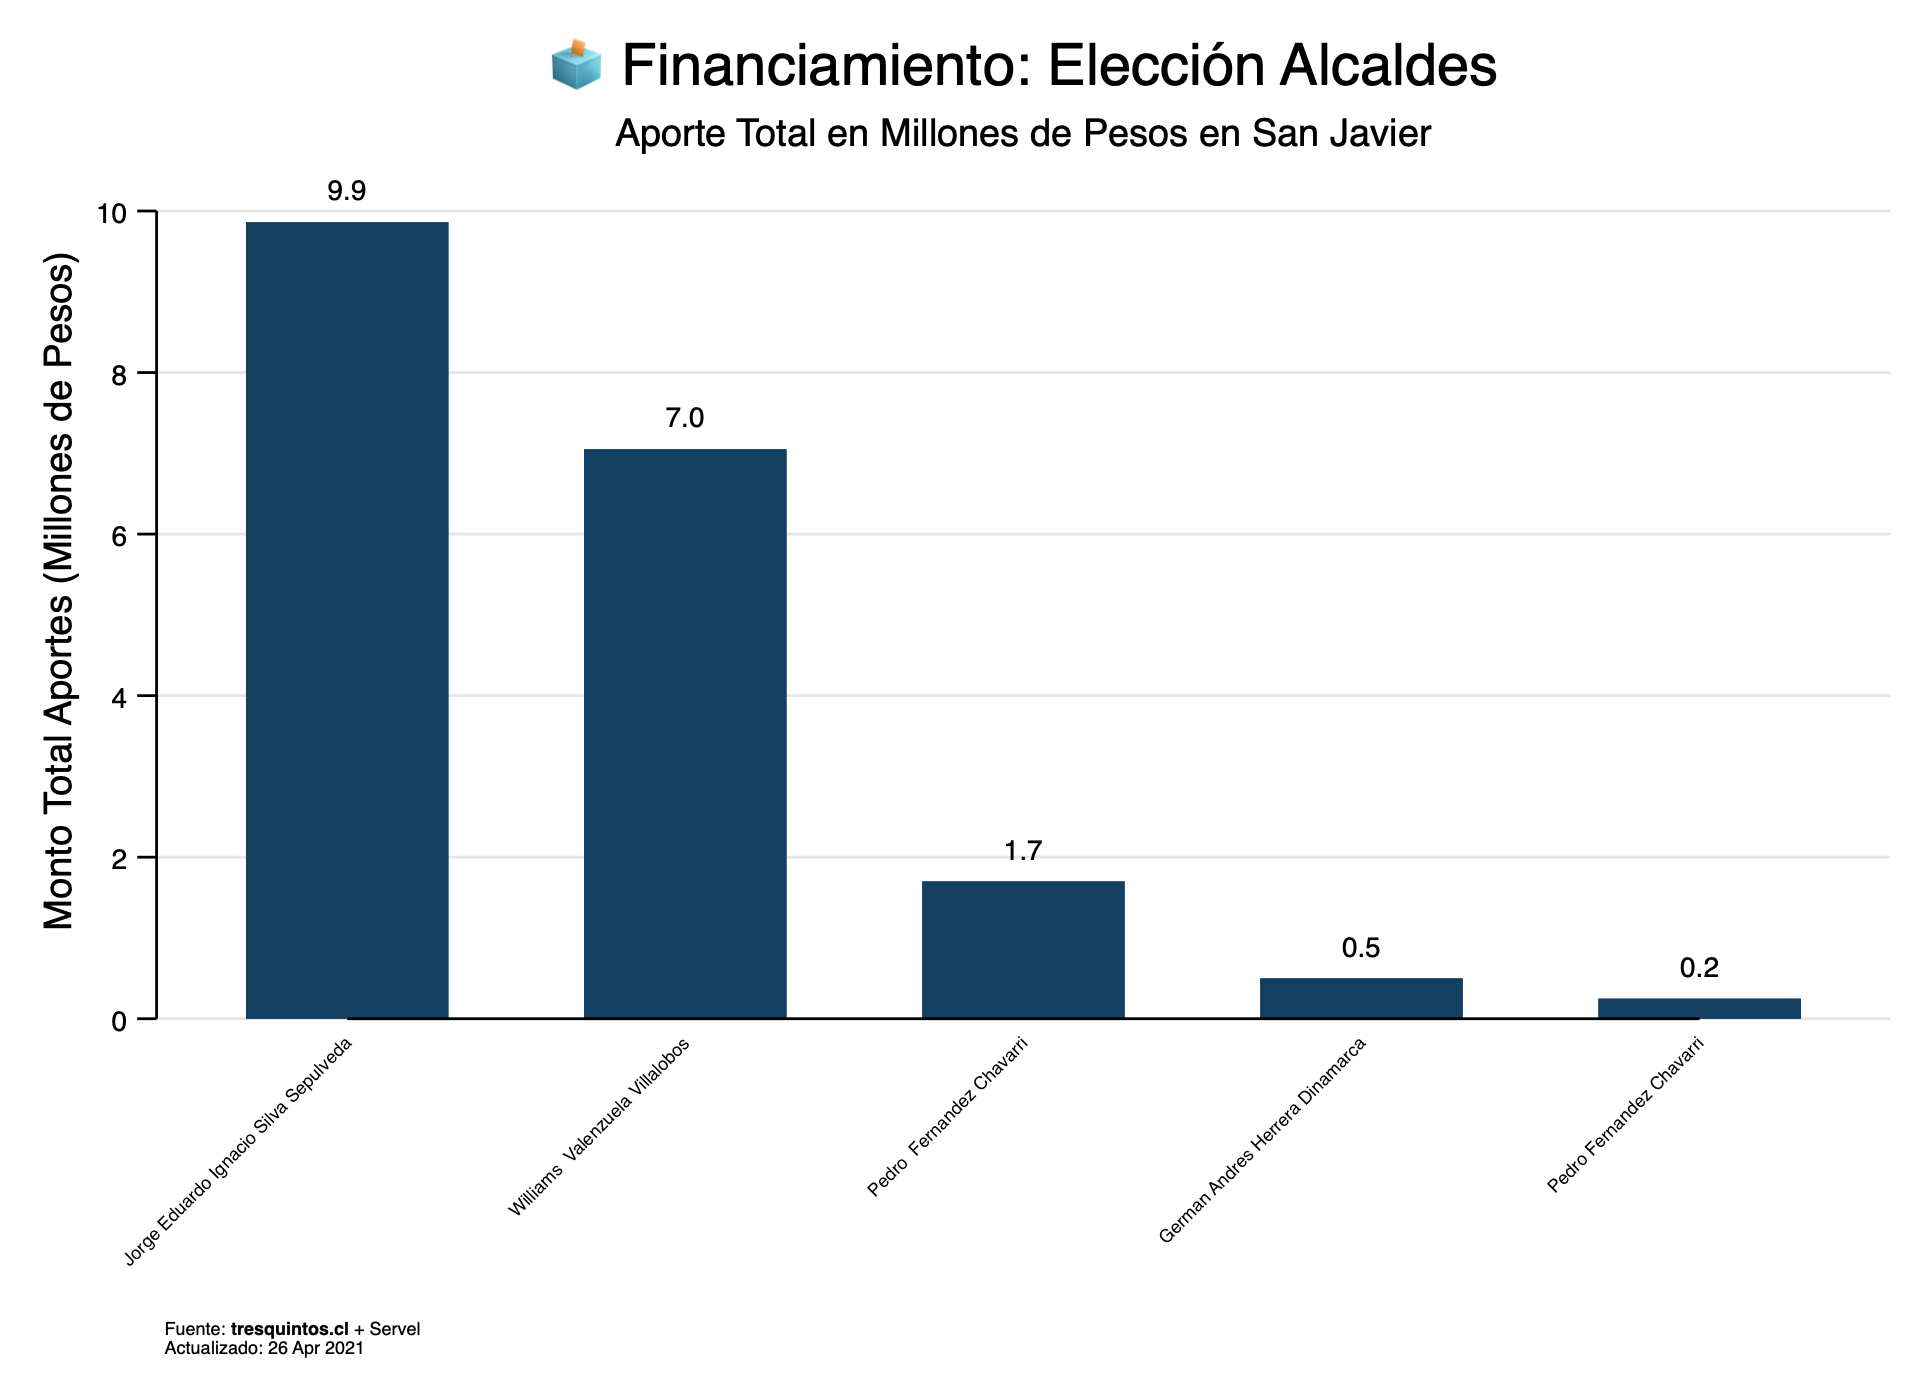 Financiamiento: Elección Alcaldes
Aporte Total en Millones de Pesos en San Javier
Monto Total Aportes (Millones de Pesos)
10
8
6
4
2
0
9.9
7.0
1.7
0.5
0.2
Jorge Eduardo Ignacio Silva Sepulveda
Williams  Valenzuela Villalobos
Pedro  Fernandez Chavarri
German Andres Herrera Dinamarca
Pedro Fernandez Chavarri
Fuente: tresquintos.cl + Servel
Actualizado: 26 Apr 2021